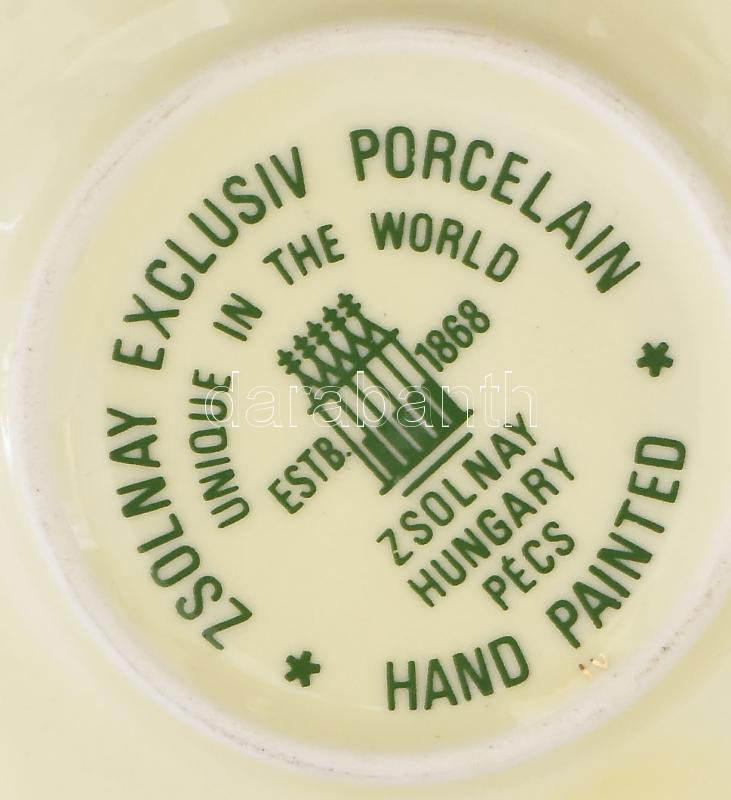 ZSOLNAY EXCLUSIV PORCELAIN
UNIQUE IN THE WORLD
ESTB. 1868
ZSOLNAY
HUNGARY
PÉCS
* HAND PAINTED *
darabanth